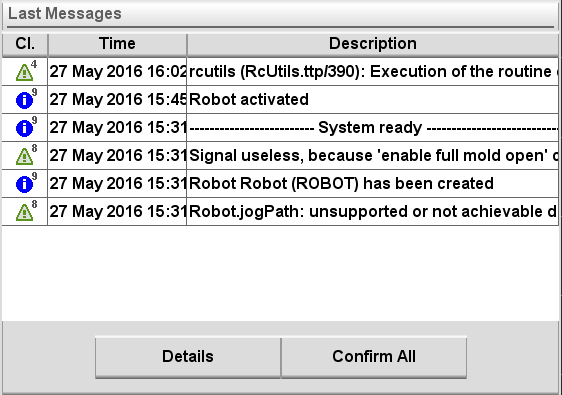 Last Messages
Cl. Time Description
4 27 May 2016 16:02 rcutils (RcUtils.ttp/390): Execution of the routine
9 27 May 2016 15:45 Robot activated
9 27 May 2016 15:31 ------------------------- System ready --------------------------
8 27 May 2016 15:31 Signal useless, because 'enable full mold open'
9 27 May 2016 15:31 Robot Robot (ROBOT) has been created
8 27 May 2016 15:31 Robot.jogPath: unsupported or not achievable d
Details Confirm All